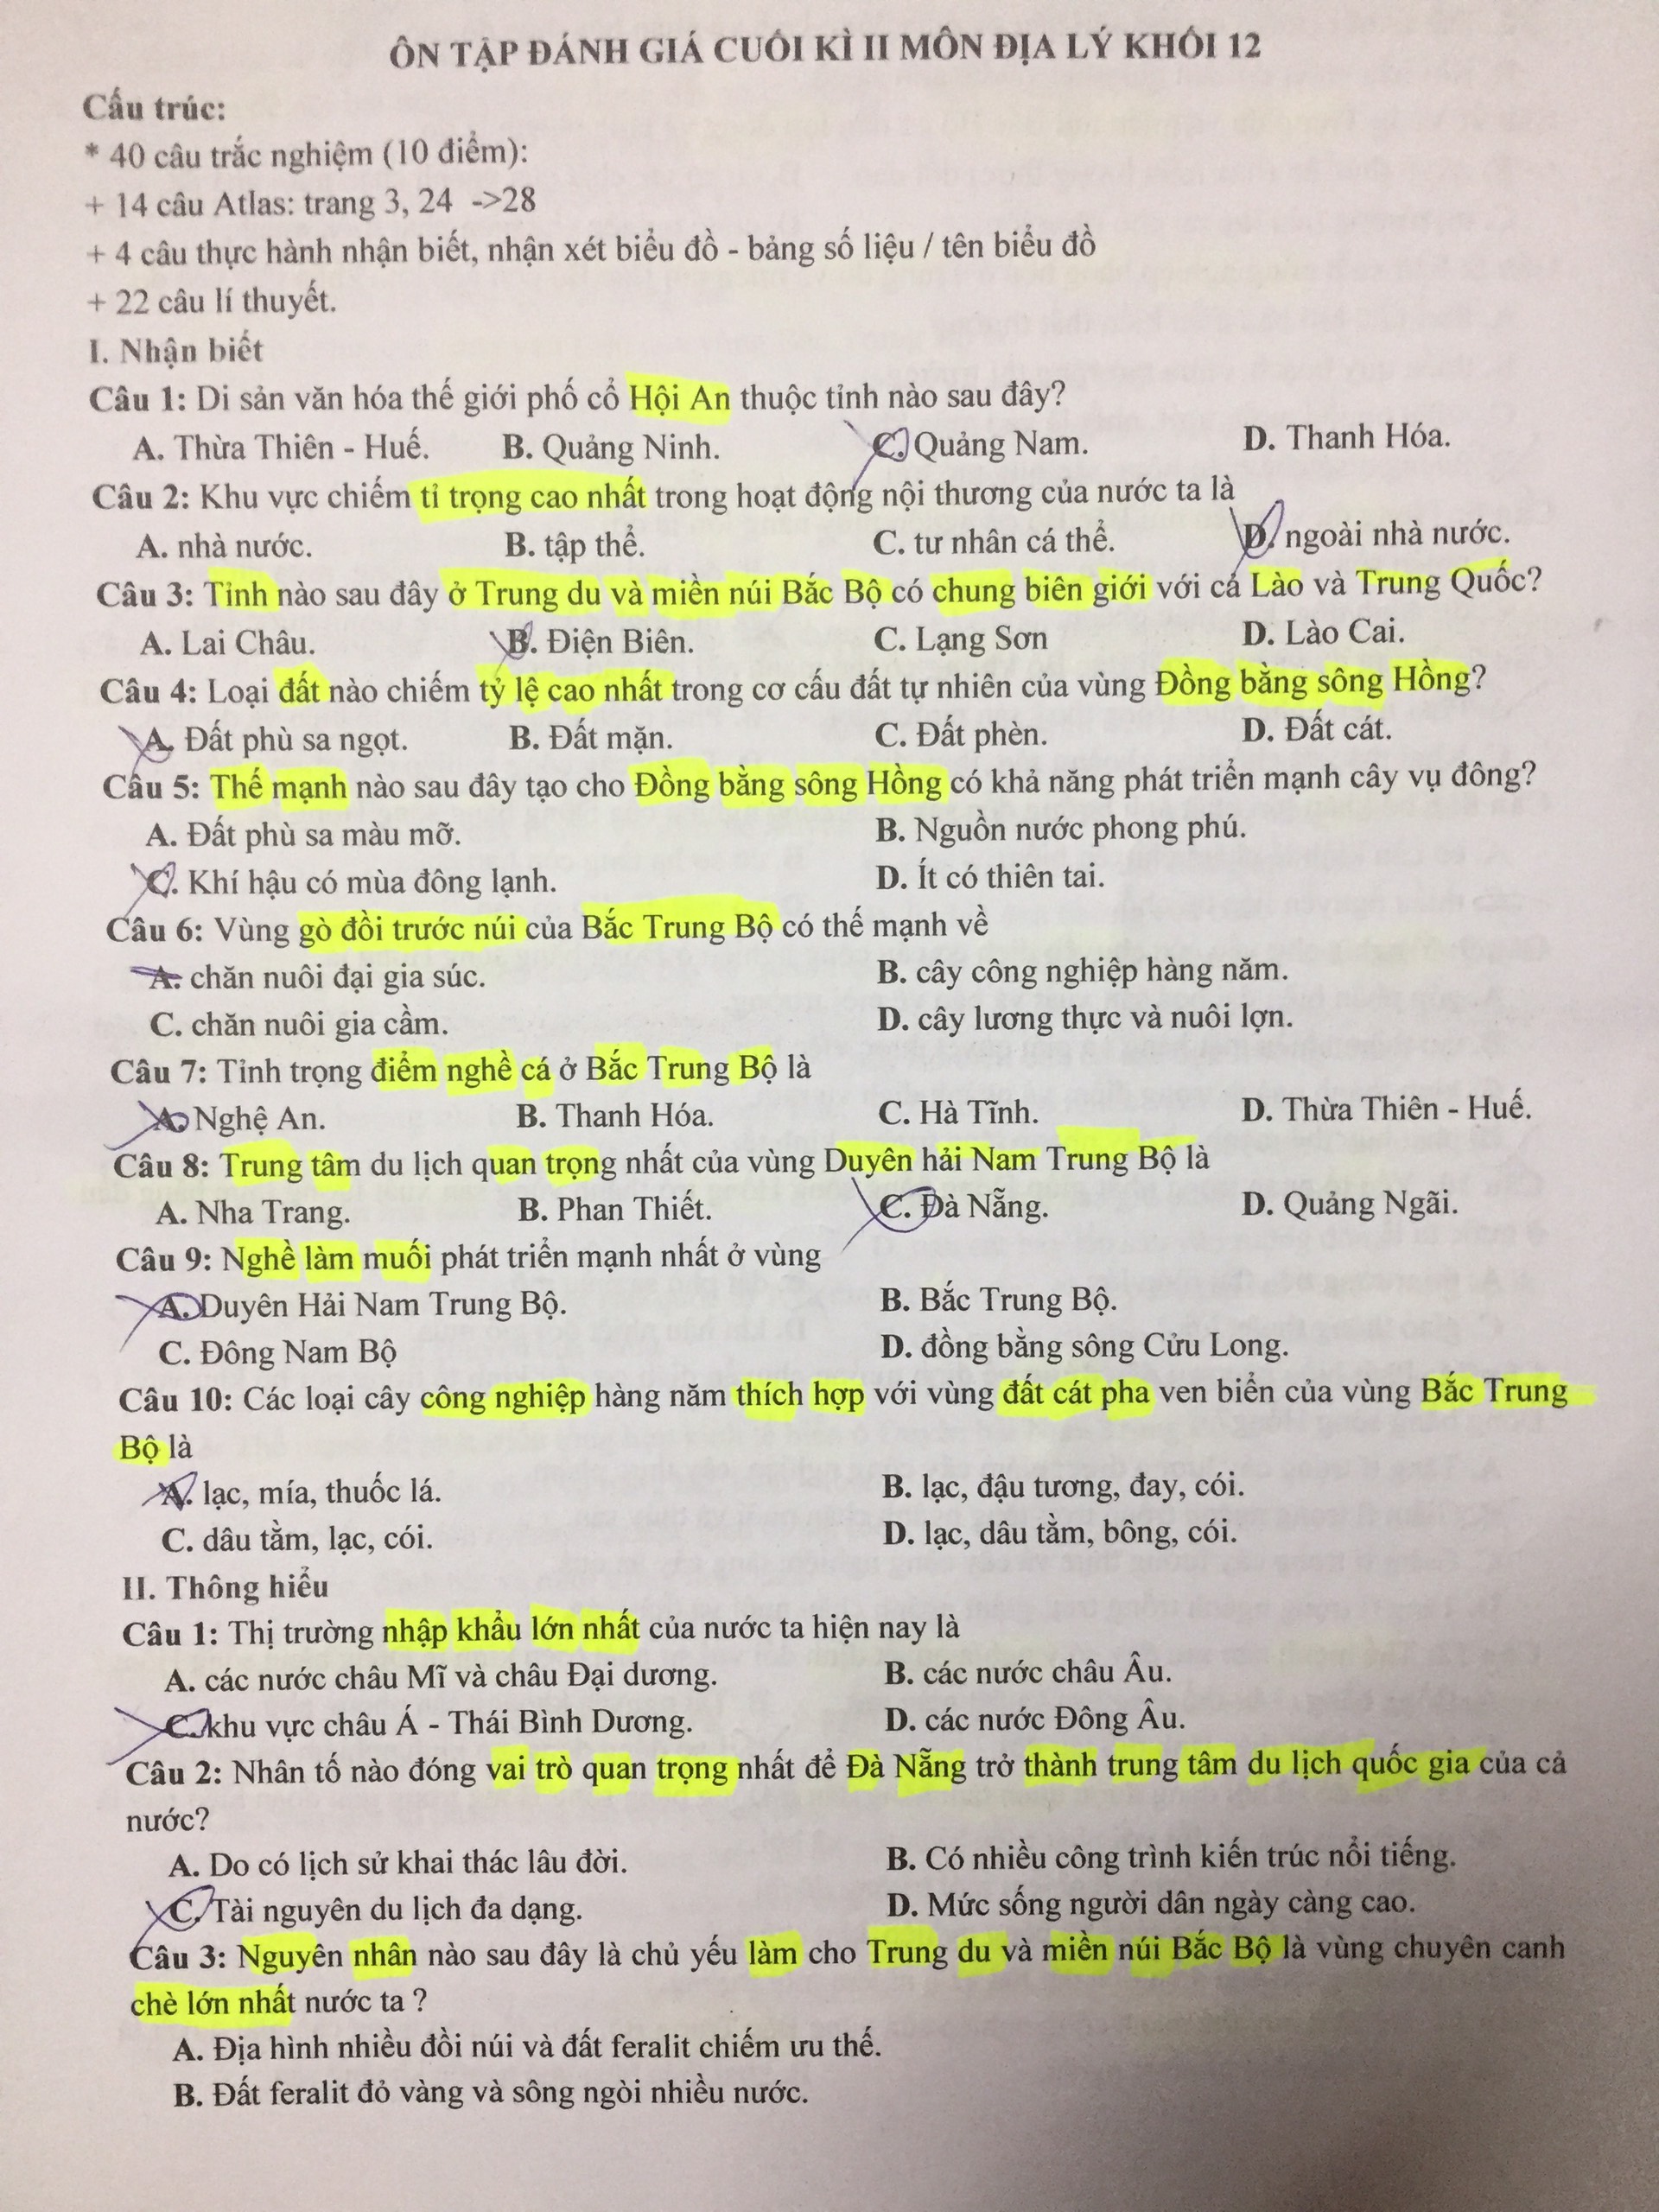 ÔN TẬP ĐÁNH GIÁ CUỐI KÌ II MÔN ĐỊA LÝ KHỐI 12
Cấu trúc:
* 40 câu trắc nghiệm (10 điểm):
+ 14 câu Atlas: trang 3, 24 ->28
+ 4 câu thực hành nhận biết, nhận xét biểu đồ - bảng số liệu / tên biểu đồ
+ 22 câu lí thuyết.
I. Nhận biết
Câu 1: Di sản văn hóa thế giới phố cổ Hội An thuộc tỉnh nào sau đây?
A. Thừa Thiên - Huế. B. Quảng Ninh. C. Quảng Nam. D. Thanh Hóa.
Câu 2: Khu vực chiếm tỉ trọng cao nhất trong hoạt động nội thương của nước ta là
A. nhà nước. B. tập thể. C. tư nhân cá thể. D. ngoài nhà nước.
Câu 3: Tỉnh nào sau đây ở Trung du và miền núi Bắc Bộ có chung biên giới với cả Lào và Trung Quốc?
A. Lai Châu. B. Điện Biên. C. Lạng Sơn D. Lào Cai.
Câu 4: Loại đất nào chiếm tỷ lệ cao nhất trong cơ cấu đất tự nhiên của vùng Đồng bằng sông Hồng?
A. Đất phù sa ngọt. B. Đất mặn. C. Đất phèn. D. Đất cát.
Câu 5: Thế mạnh nào sau đây tạo cho Đồng bằng sông Hồng có khả năng phát triển mạnh cây vụ đông?
A. Đất phù sa màu mỡ. B. Nguồn nước phong phú.
C. Khí hậu có mùa đông lạnh. D. Ít có thiên tai.
Câu 6: Vùng gò đồi trước núi của Bắc Trung Bộ có thế mạnh về
A. chăn nuôi đại gia súc. B. cây công nghiệp hàng năm.
C. chăn nuôi gia cầm. D. cây lương thực và nuôi lợn.
Câu 7: Tỉnh trọng điểm nghề cá ở Bắc Trung Bộ là
A. Nghệ An. B. Thanh Hóa. C. Hà Tĩnh. D. Thừa Thiên - Huế.
Câu 8: Trung tâm du lịch quan trọng nhất của vùng Duyên hải Nam Trung Bộ là
A. Nha Trang. B. Phan Thiết. C. Đà Nẵng. D. Quảng Ngãi.
Câu 9: Nghề làm muối phát triển mạnh nhất ở vùng
A. Duyên Hải Nam Trung Bộ. B. Bắc Trung Bộ.
C. Đông Nam Bộ D. đồng bằng sông Cửu Long.
Câu 10: Các loại cây công nghiệp hàng năm thích hợp với vùng đất cát pha ven biển của vùng Bắc Trung
Bộ là
A. lạc, mía, thuốc lá. B. lạc, đậu tương, đay, cói.
C. dâu tằm, lạc, cói. D. lạc, dâu tằm, bông, cói.
II. Thông hiểu
Câu 1: Thị trường nhập khẩu lớn nhất của nước ta hiện nay là
A. các nước châu Mĩ và châu Đại dương. B. các nước châu Âu.
C. khu vực châu Á - Thái Bình Dương. D. các nước Đông Âu.
Câu 2: Nhân tố nào đóng vai trò quan trọng nhất để Đà Nẵng trở thành trung tâm du lịch quốc gia của cả
nước?
A. Do có lịch sử khai thác lâu đời. B. Có nhiều công trình kiến trúc nổi tiếng.
C. Tài nguyên du lịch đa dạng. D. Mức sống người dân ngày càng cao.
Câu 3: Nguyên nhân nào sau đây là chủ yếu làm cho Trung du và miền núi Bắc Bộ là vùng chuyên canh
chè lớn nhất nước ta ?
A. Địa hình nhiều đồi núi và đất feralit chiếm ưu thế.
B. Đất feralit đỏ vàng và sông ngòi nhiều nước.